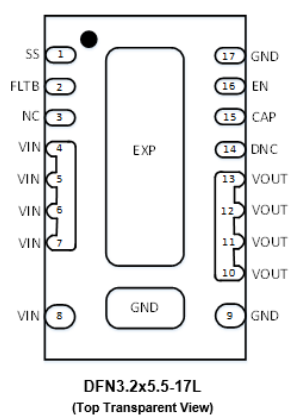 SS 1 17 GND
FLTB 2 16 EN
NC 3 15 CAP
VIN 4 EXP 14 DNC
VIN 5 13 VOUT
VIN 6 12 VOUT
VIN 7 11 VOUT
10 VOUT
VIN 8 GND 9 GND
DFN3.2x5.5-17L
(Top Transparent View)